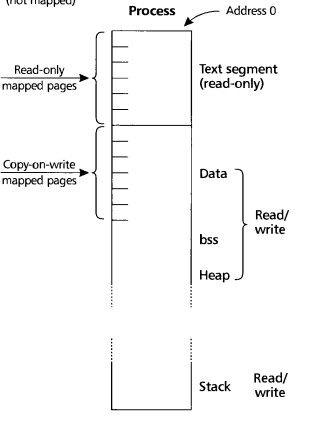 (not mapped)
Process
Address 0
Read-only
mapped pages
Text segment
(read-only)
Copy-on-write
mapped pages
Data
Read/
write
bss
Heap
Stack
Read/
write